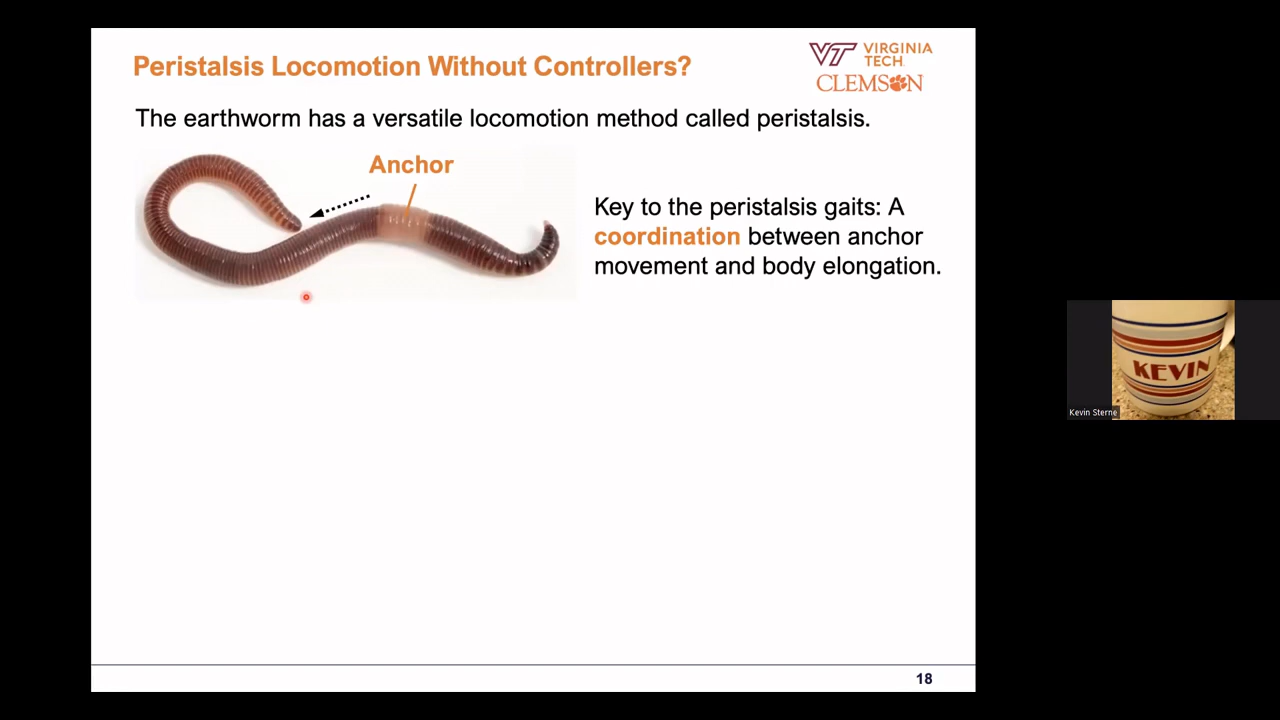 Peristalsis Locomotion Without Controllers?
VIRGINIA
TECH
CLEMSON
The earthworm has a versatile locomotion method called peristalsis.
Anchor
Key to the peristalsis gaits: A
coordination between anchor
movement and body elongation.
KEVIN
Kevin Sterne
18